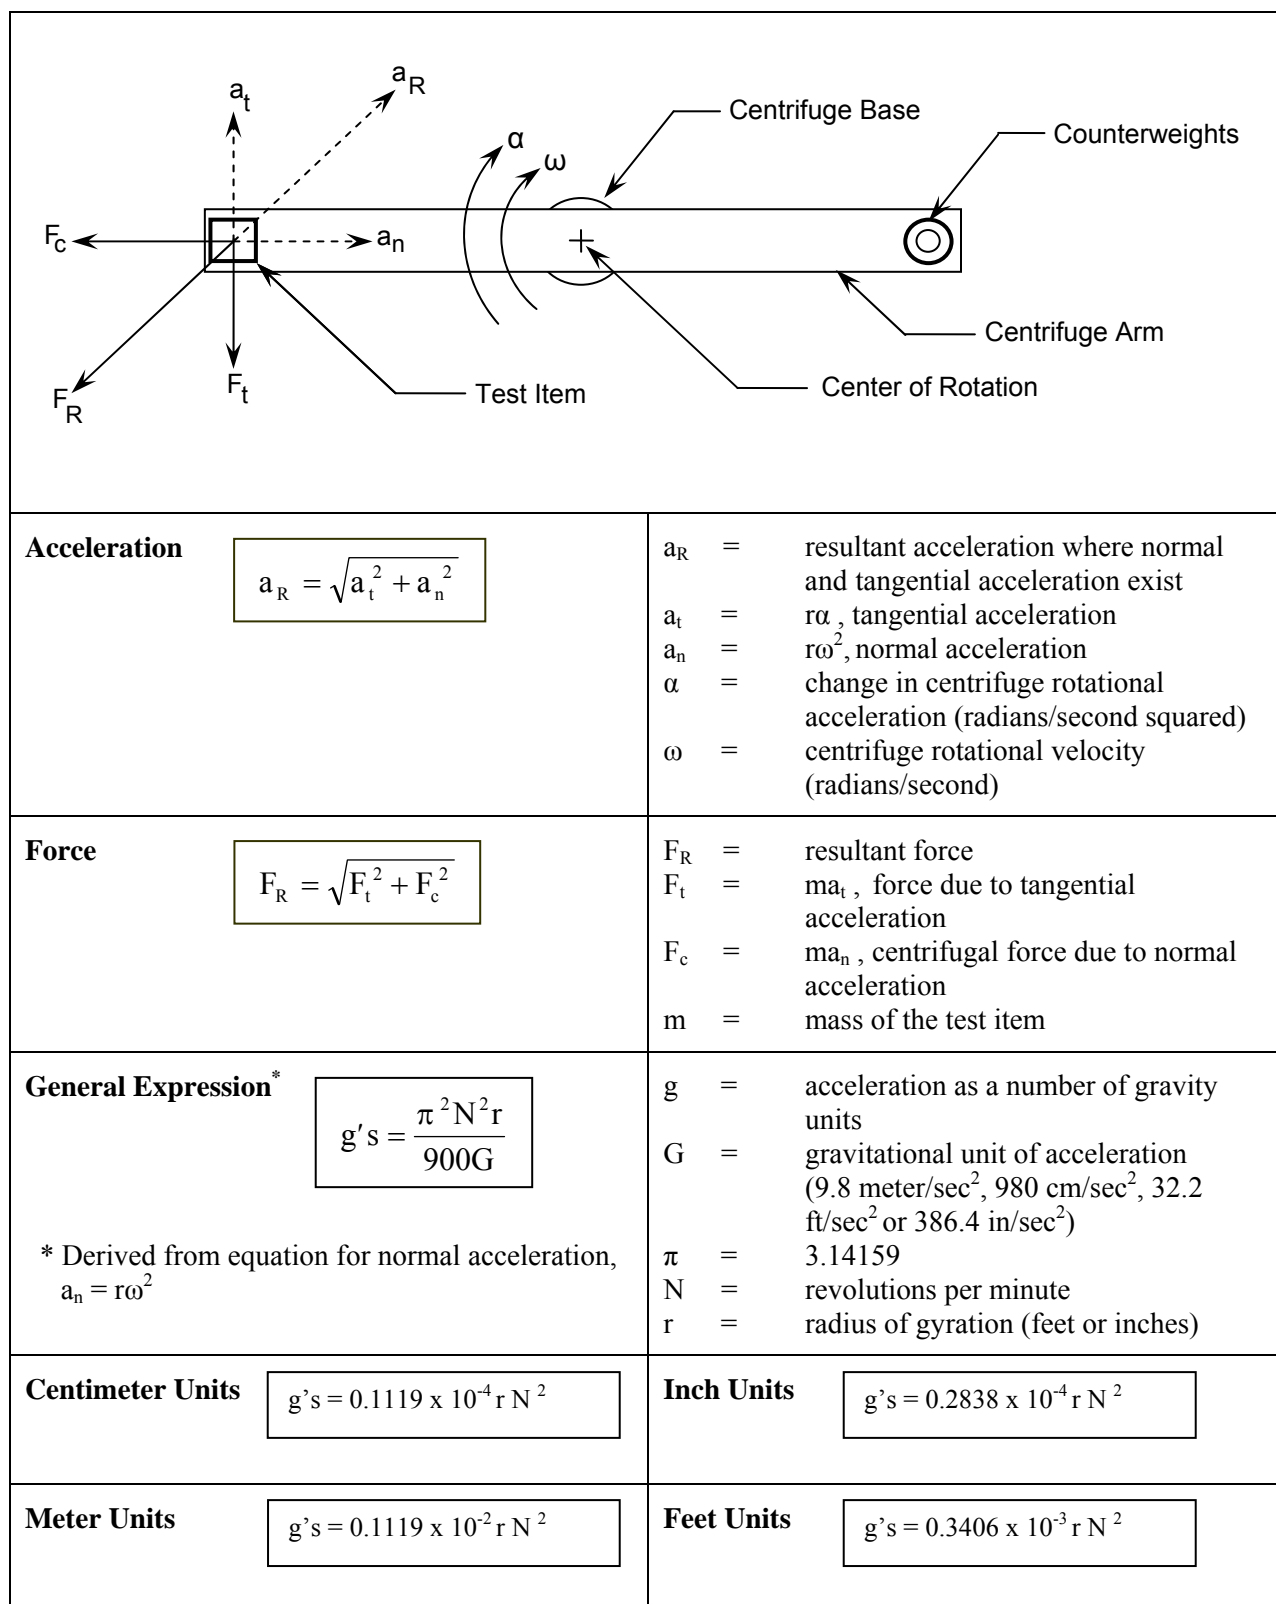 a_t
a_R
α
ω
Centrifuge Base
Counterweights
F_c
a_n
F_R
F_t
Test Item
Center of Rotation
Centrifuge Arm
Acceleration
a_R = √(a_t² + a_n²)
a_R = resultant acceleration where normal
and tangential acceleration exist
a_t = rα , tangential acceleration
a_n = rω², normal acceleration
α = change in centrifuge rotational
acceleration (radians/second squared)
ω = centrifuge rotational velocity
(radians/second)
Force
F_R = √(F_t² + F_c²)
F_R = resultant force
F_t = ma_t , force due to tangential
acceleration
F_c = ma_n , centrifugal force due to normal
acceleration
m = mass of the test item
General Expression*
g's = π²N²r / 900G
* Derived from equation for normal acceleration,
a_n = rω²
g = acceleration as a number of gravity
units
G = gravitational unit of acceleration
(9.8 meter/sec², 980 cm/sec², 32.2
ft/sec² or 386.4 in/sec²)
π = 3.14159
N = revolutions per minute
r = radius of gyration (feet or inches)
Centimeter Units g's = 0.1119 x 10⁻⁴ r N ²
Inch Units g's = 0.2838 x 10⁻⁴ r N ²
Meter Units g's = 0.1119 x 10⁻² r N ²
Feet Units g's = 0.3406 x 10⁻³ r N ²